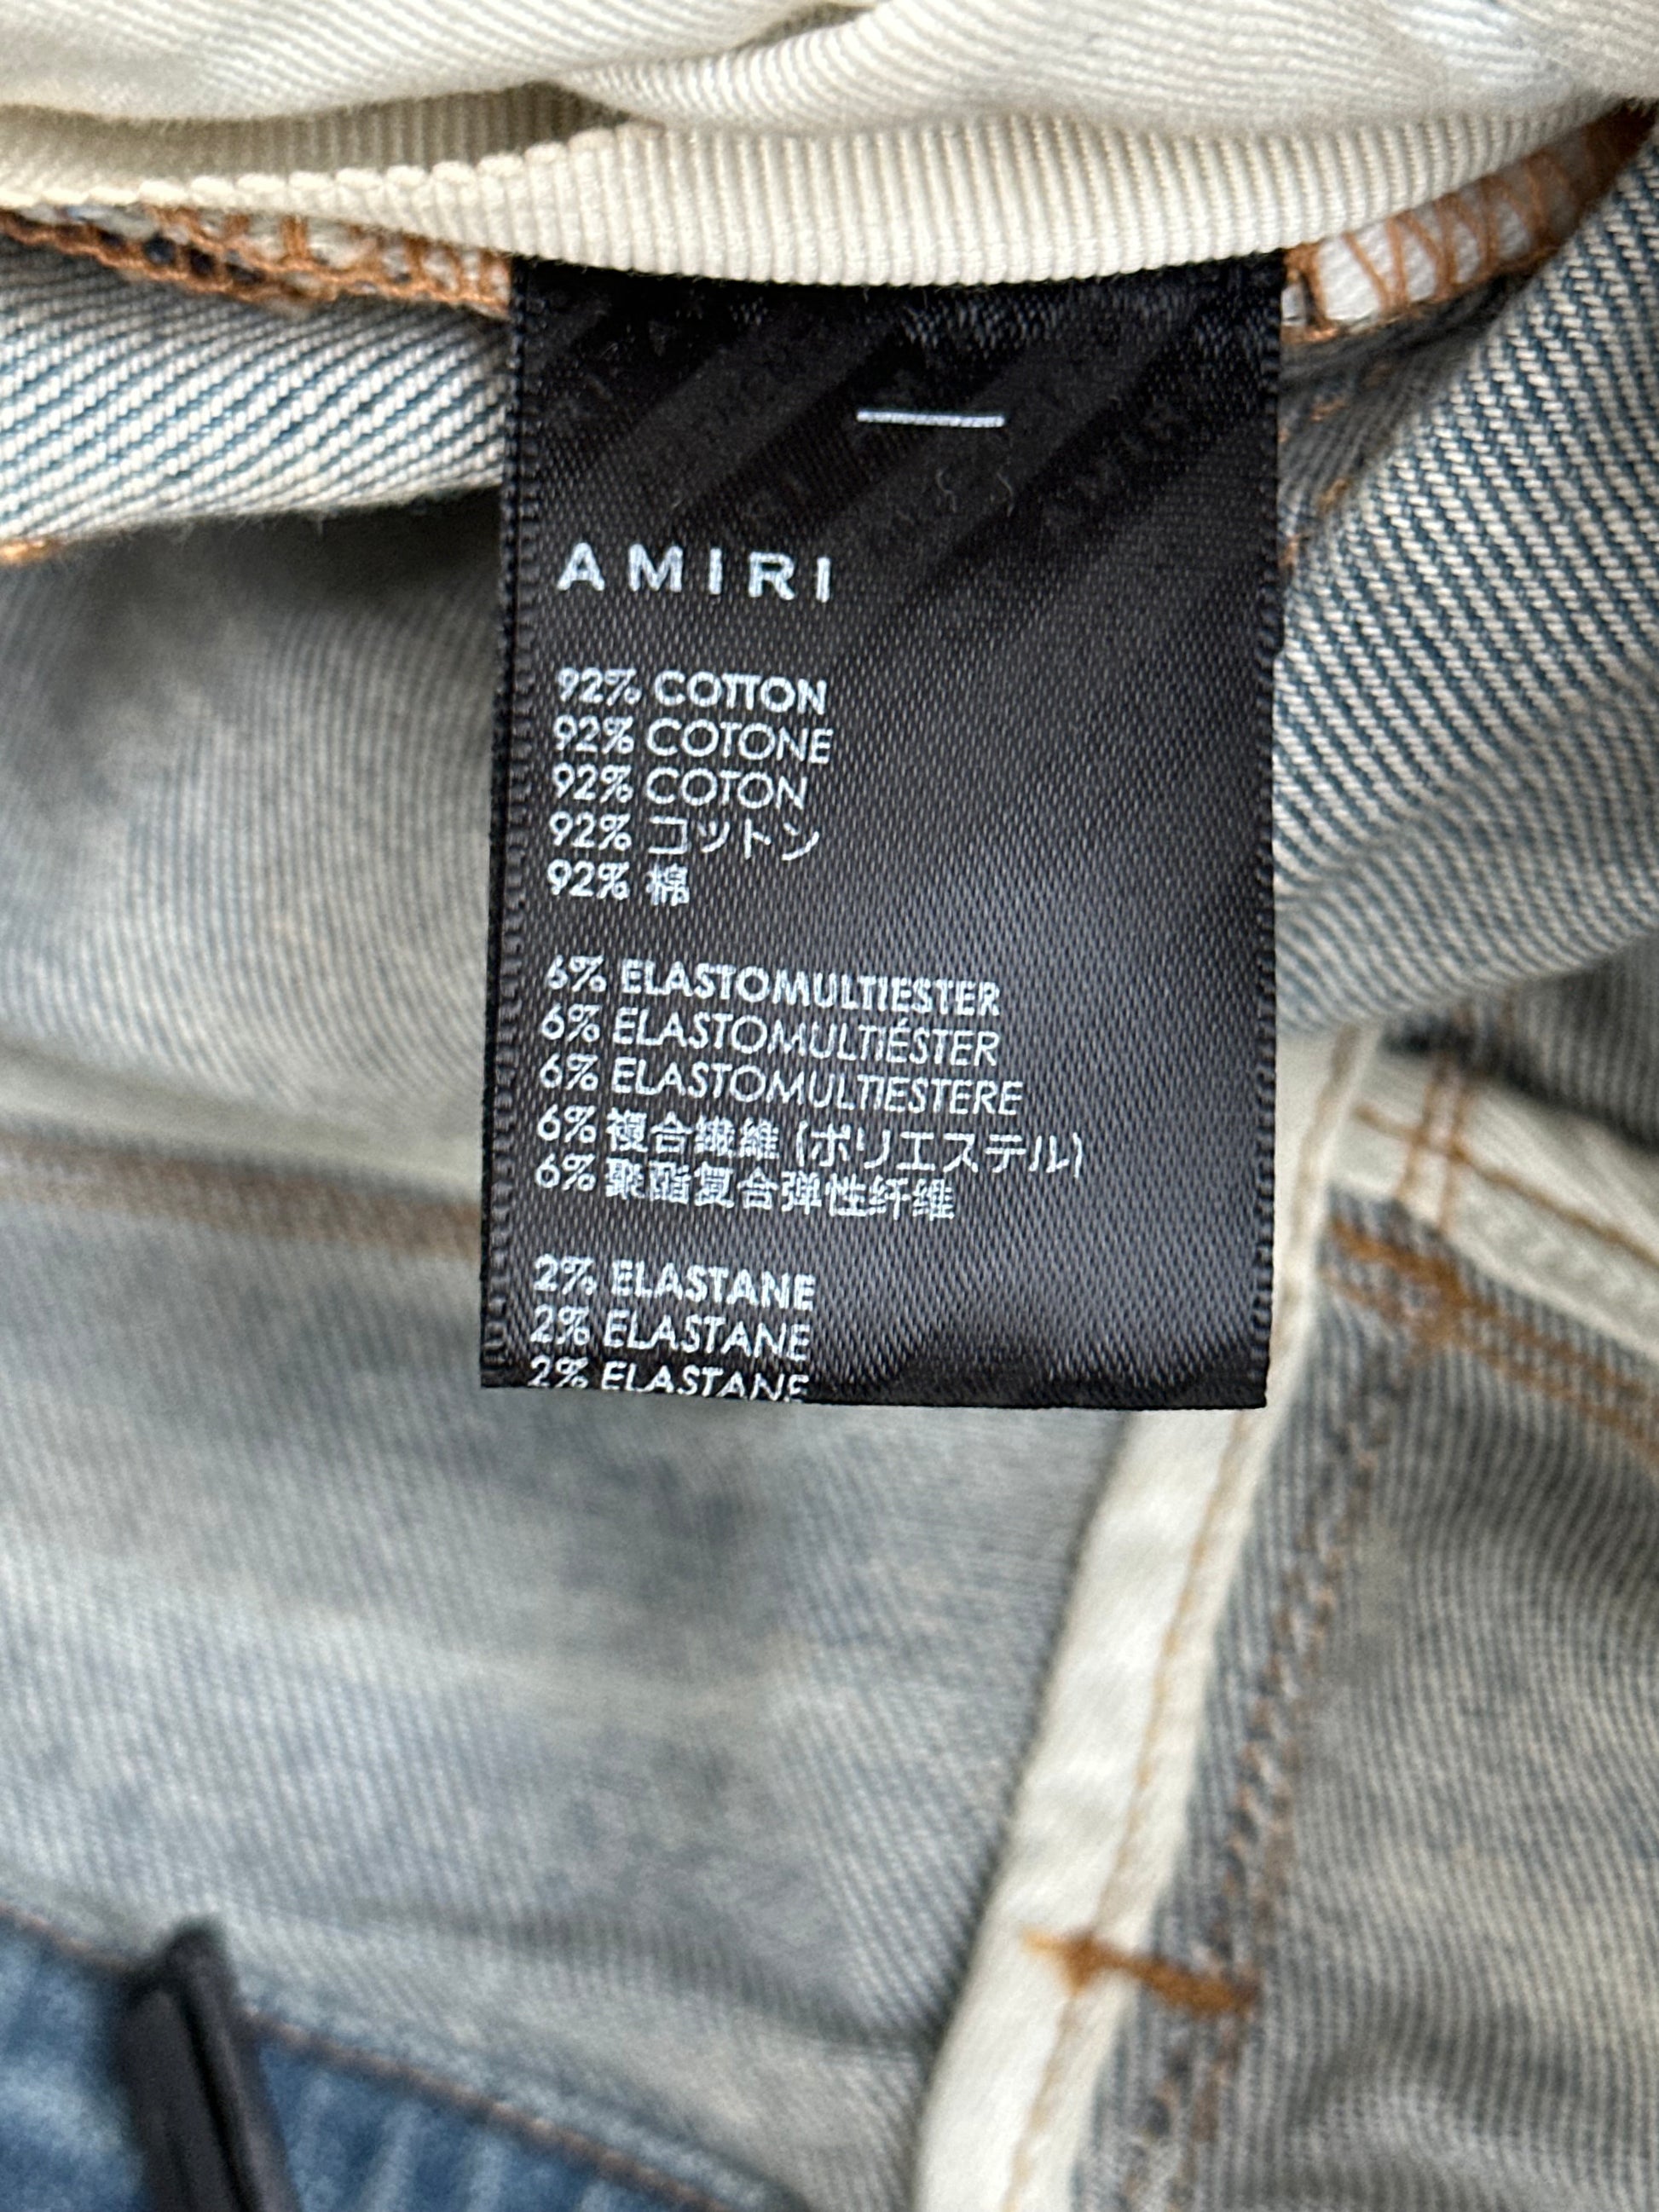 AMIRI
92% COTTON
92% COTONE
92% COTON
92% コットン
92% 棉
6% ELASTOMULTIESTER
6% ELASTOMULTIÉSTER
6% ELASTOMULTIESTERE
6% 複合繊維 (ポリエステル)
6% 聚酯复合弹性纤维
2% ELASTANE
2% ELASTANE
2% ELASTANE